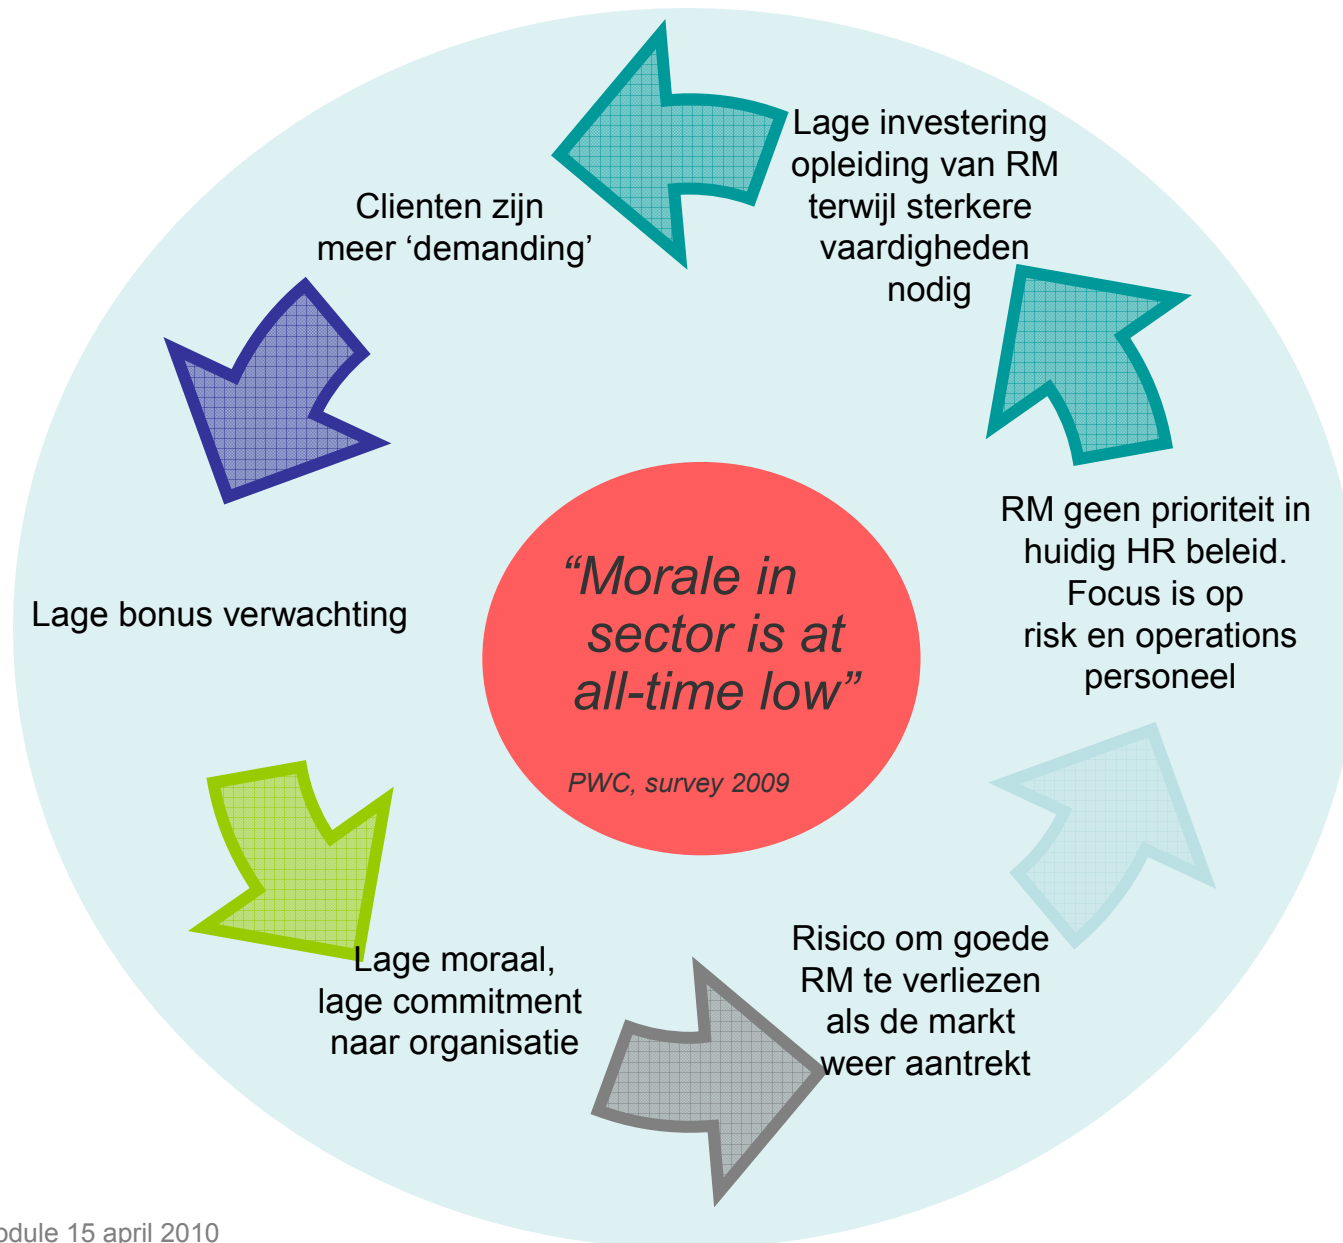 Lage investering
opleiding van RM
terwijl sterkere
vaardigheden
nodig
Clienten zijn
meer ‘demanding’
RM geen prioriteit in
huidig HR beleid.
Focus is op
risk en operations
personeel
“Morale in
sector is at
all-time low”
PWC, survey 2009
Lage bonus verwachting
Lage moraal,
lage commitment
naar organisatie
Risico om goede
RM te verliezen
als de markt
weer aantrekt
15 april 2010